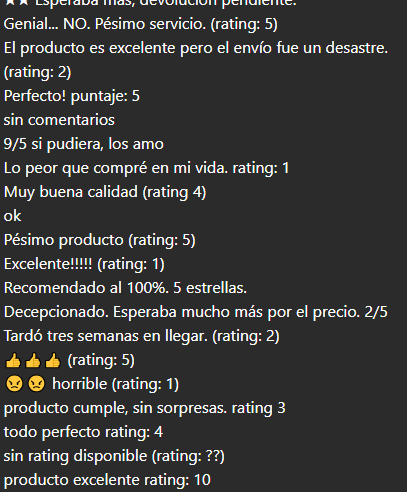 ★★ Esperaba más, devolución pendiente.
Genial... NO. Pésimo servicio. (rating: 5)
El producto es excelente pero el envío fue un desastre.
(rating: 2)
Perfecto! puntaje: 5
sin comentarios
9/5 si pudiera, los amo
Lo peor que compré en mi vida. rating: 1
Muy buena calidad (rating 4)
ok
Pésimo producto (rating: 5)
Excelente!!!!! (rating: 1)
Recomendado al 100%. 5 estrellas.
Decepcionado. Esperaba mucho más por el precio. 2/5
Tardó tres semanas en llegar. (rating: 2)
👍👍👍 (rating: 5)
😠😠 horrible (rating: 1)
producto cumple, sin sorpresas. rating 3
todo perfecto rating: 4
sin rating disponible (rating: ??)
producto excelente rating: 10